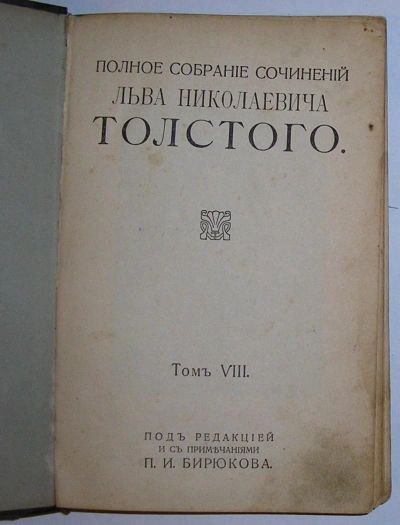 ПОЛНОЕ СОБРАНІЕ СОЧИНЕНІЙ
ЛЬВА НИКОЛАЕВИЧА
ТОЛСТОГО.
Томъ VIII.
ПОДЪ РЕДАКЦІЕЙ
И СЪ ПРИМѢЧАНІЯМИ
П. И. БИРЮКОВА.